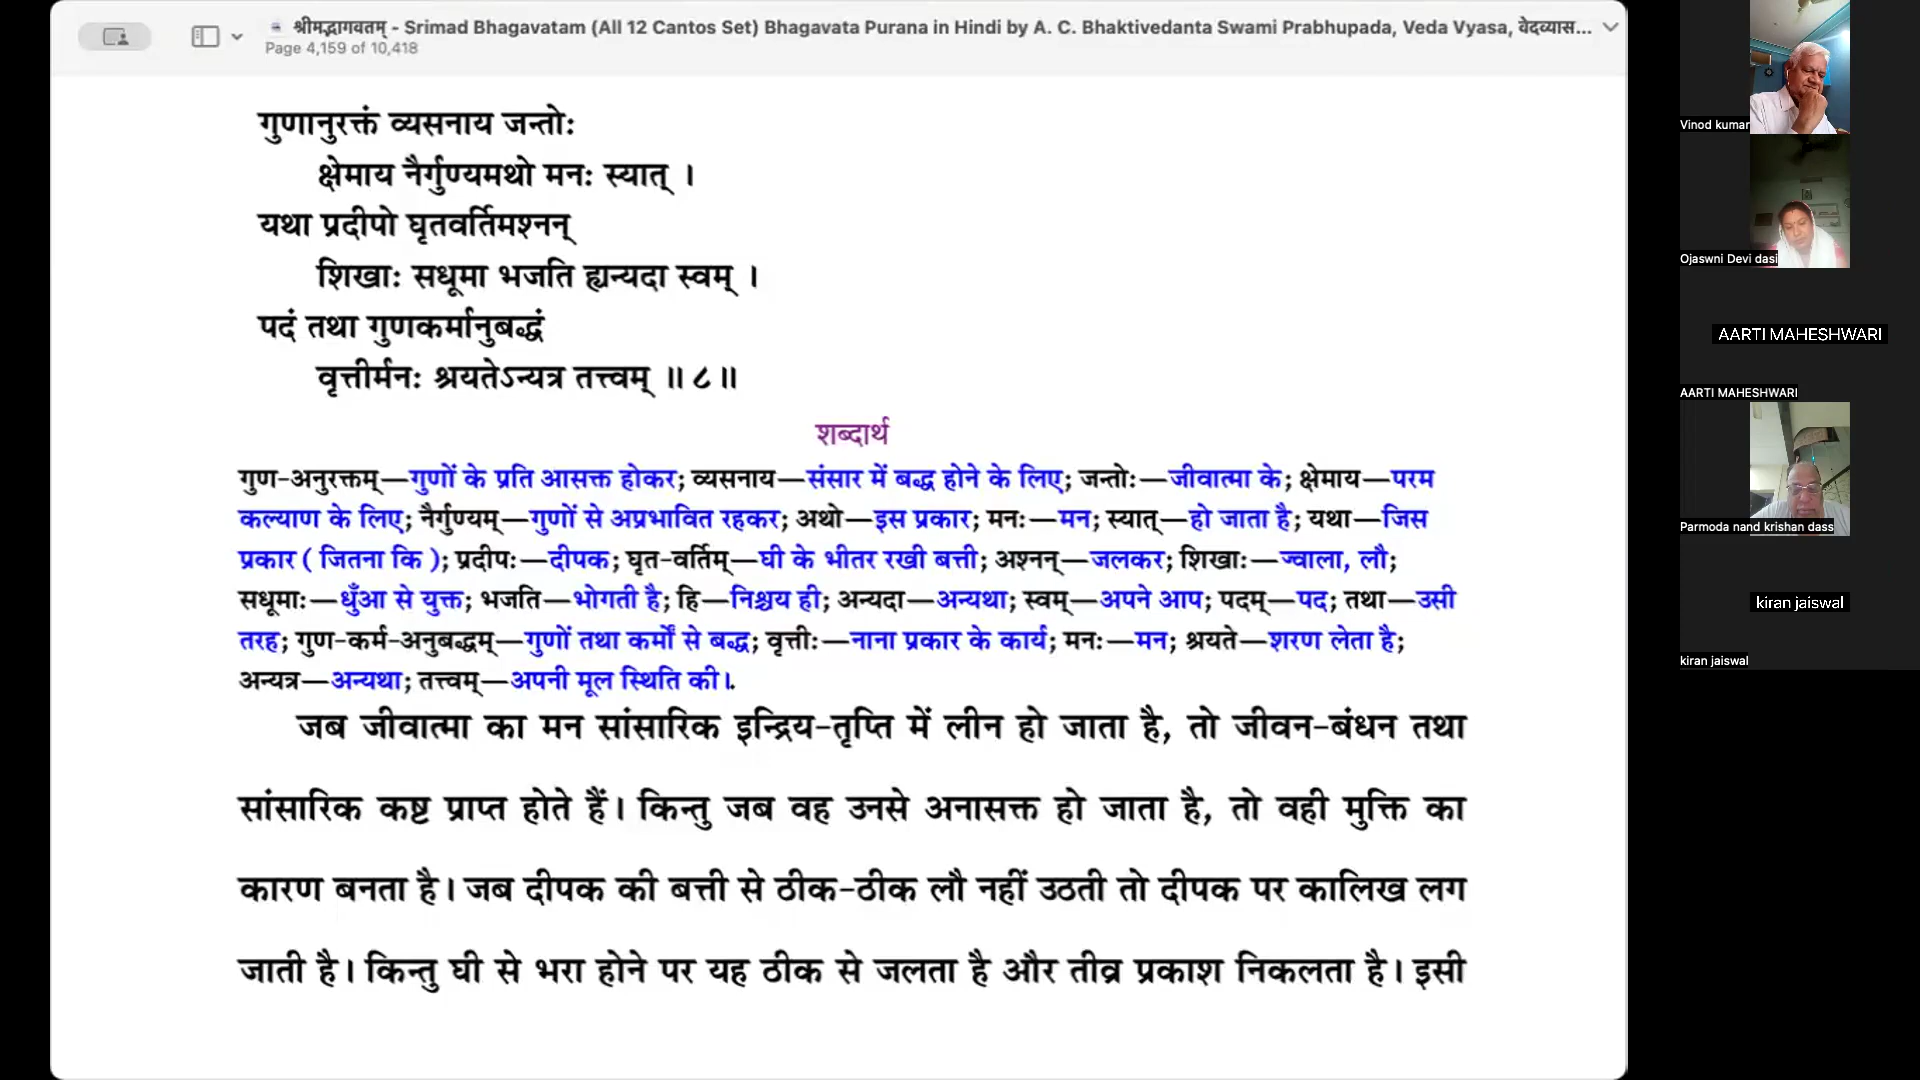 श्रीमद्भागवतम् - Srimad Bhagavatam (All 12 Cantos Set) Bhagavata Purana in Hindi by A. C. Bhaktivedanta Swami Prabhupada, Veda Vyasa, वेदव्यास...
Page 4,159 of 10,418
गुणानुरक्तं व्यसनाय जन्तोः
क्षेमाय नैर्गुण्यमथो मनः स्यात् ।
यथा प्रदीपो घृतवर्तिमश्नन्
शिखाः सधूमा भजति ह्यन्यदा स्वम् ।
पदं तथा गुणकर्मानुबद्धं
वृत्तीर्मनः श्रयतेऽन्यत्र तत्त्वम् ॥ ८॥
शब्दार्थ
गुण-अनुरक्तम्—गुणों के प्रति आसक्त होकर; व्यसनाय—संसार में बद्ध होने के लिए; जन्तोः—जीवात्मा के; क्षेमाय—परम
कल्याण के लिए; नैर्गुण्यम्—गुणों से अप्रभावित रहकर; अथो—इस प्रकार; मनः—मन; स्यात्—हो जाता है; यथा—जिस
प्रकार ( जितना कि ); प्रदीपः—दीपक; घृत-वर्तिम्—घी के भीतर रखी बत्ती; अश्नन्—जलकर; शिखाः—ज्वाला, लौ;
सधूमाः—धुँआ से युक्त; भजति—भोगती है; हि—निश्चय ही; अन्यदा—अन्यथा; स्वम्—अपने आप; पदम्—पद; तथा—उसी
तरह; गुण-कर्म-अनुबद्धम्—गुणों तथा कर्मों से बद्ध; वृत्तीः—नाना प्रकार के कार्य; मनः—मन; श्रयते—शरण लेता है;
अन्यत्र—अन्यथा; तत्त्वम्—अपनी मूल स्थिति की।.
जब जीवात्मा का मन सांसारिक इन्द्रिय-तृप्ति में लीन हो जाता है, तो जीवन-बंधन तथा
सांसारिक कष्ट प्राप्त होते हैं। किन्तु जब वह उनसे अनासक्त हो जाता है, तो वही मुक्ति का
कारण बनता है। जब दीपक की बत्ती से ठीक-ठीक लौ नहीं उठती तो दीपक पर कालिख लग
जाती है। किन्तु घी से भरा होने पर यह ठीक से जलता है और तीव्र प्रकाश निकलता है। इसी
Vinod kumar
Ojaswni Devi dasi
AARTI MAHESHWARI
AARTI MAHESHWARI
Parmoda nand krishan dass
kiran jaiswal
kiran jaiswal